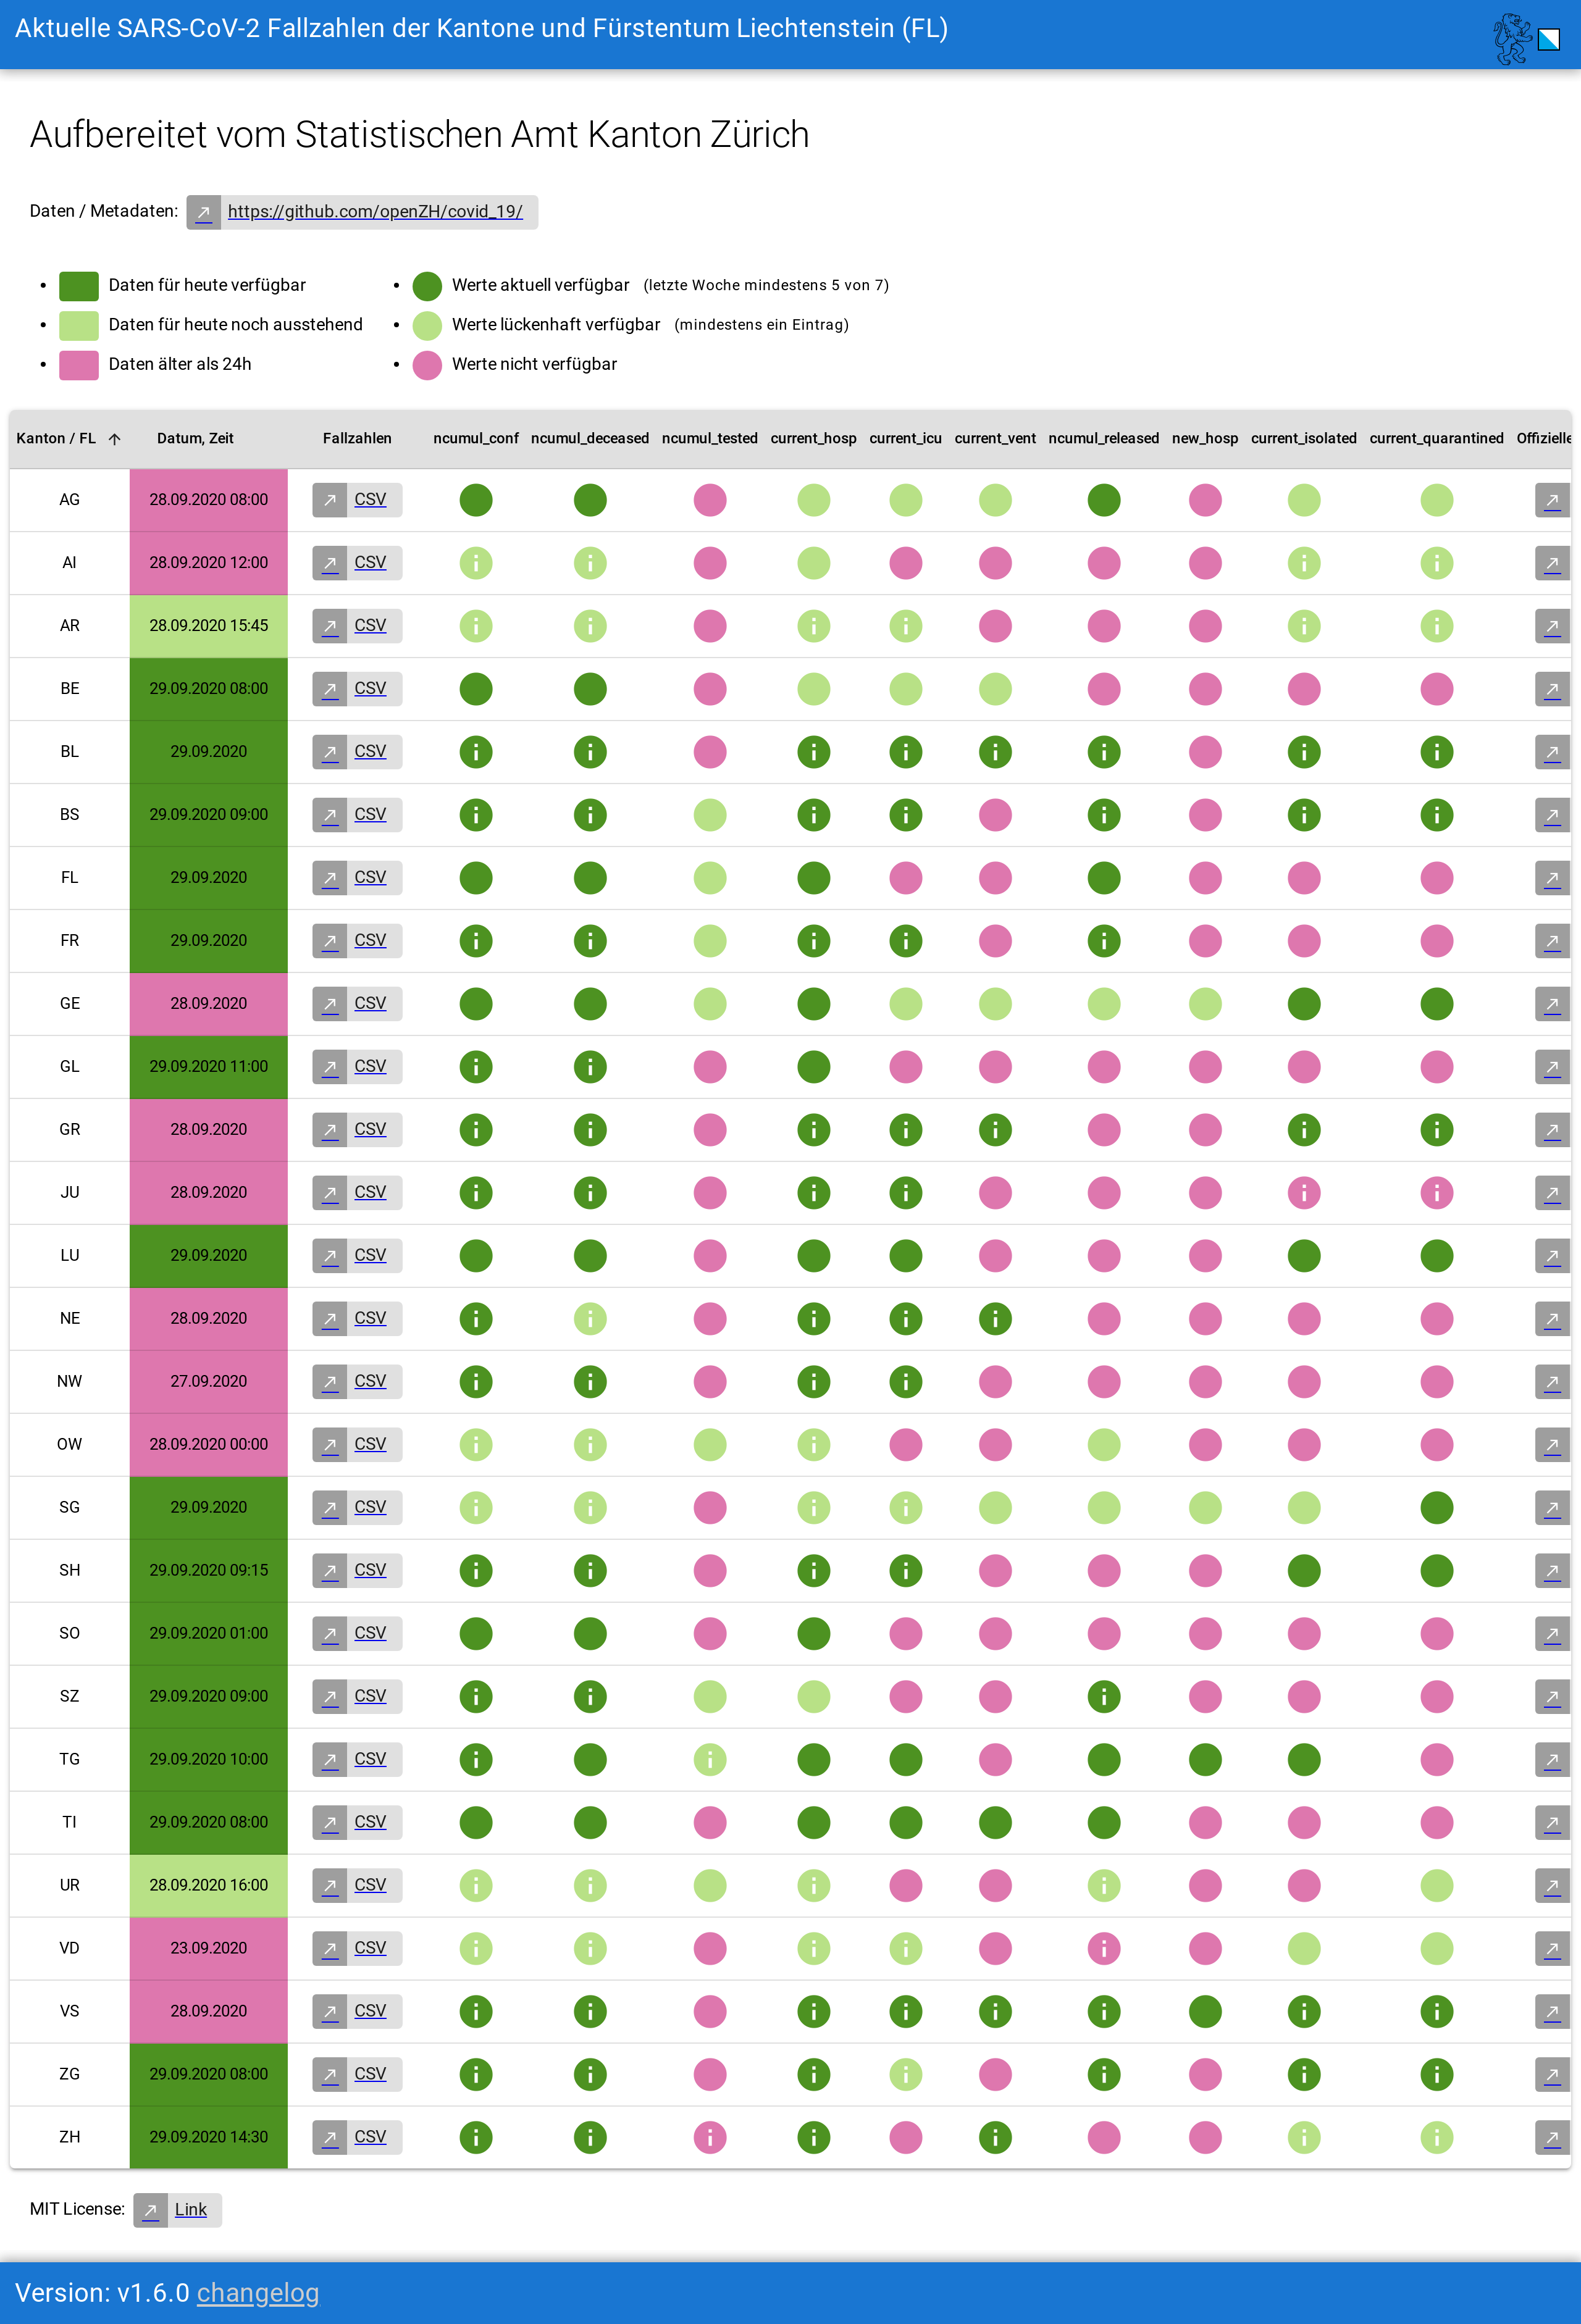 Aktuelle SARS-CoV-2 Fallzahlen der Kantone und Fürstentum Liechtenstein (FL)
Aufbereitet vom Statistischen Amt Kanton Zürich
Daten / Metadaten: https://github.com/openZH/covid_19/
Daten für heute verfügbar
Daten für heute noch ausstehend
Daten älter als 24h
Werte aktuell verfügbar (letzte Woche mindestens 5 von 7)
Werte lückenhaft verfügbar (mindestens ein Eintrag)
Werte nicht verfügbar
Kanton / FL Datum, Zeit Fallzahlen ncumul_conf ncumul_deceased ncumul_tested current_hosp current_icu current_vent ncumul_released new_hosp current_isolated current_quarantined Offizielle
AG 28.09.2020 08:00 CSV
AI 28.09.2020 12:00 CSV
AR 28.09.2020 15:45 CSV
BE 29.09.2020 08:00 CSV
BL 29.09.2020 CSV
BS 29.09.2020 09:00 CSV
FL 29.09.2020 CSV
FR 29.09.2020 CSV
GE 28.09.2020 CSV
GL 29.09.2020 11:00 CSV
GR 28.09.2020 CSV
JU 28.09.2020 CSV
LU 29.09.2020 CSV
NE 28.09.2020 CSV
NW 27.09.2020 CSV
OW 28.09.2020 00:00 CSV
SG 29.09.2020 CSV
SH 29.09.2020 09:15 CSV
SO 29.09.2020 01:00 CSV
SZ 29.09.2020 09:00 CSV
TG 29.09.2020 10:00 CSV
TI 29.09.2020 08:00 CSV
UR 28.09.2020 16:00 CSV
VD 23.09.2020 CSV
VS 28.09.2020 CSV
ZG 29.09.2020 08:00 CSV
ZH 29.09.2020 14:30 CSV
MIT License: Link
Version: v1.6.0 changelog